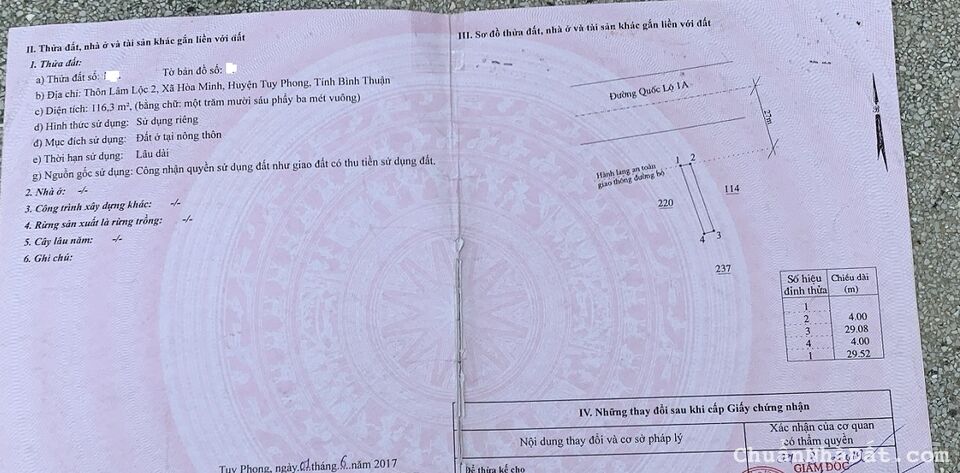 II. Thửa đất, nhà ở và tài sản khác gắn liền với đất
1. Thửa đất:
a) Thửa đất số: Tờ bản đồ số:
b) Địa chỉ: Thôn Lâm Lộc 2, Xã Hòa Minh, Huyện Tuy Phong, Tỉnh Bình Thuận
c) Diện tích: 116,3 m², (bằng chữ: một trăm mười sáu phẩy ba mét vuông)
d) Hình thức sử dụng: Sử dụng riêng
đ) Mục đích sử dụng: Đất ở tại nông thôn
e) Thời hạn sử dụng: Lâu dài
g) Nguồn gốc sử dụng: Công nhận quyền sử dụng đất như giao đất có thu tiền sử dụng đất.
2. Nhà ở: -/-
3. Công trình xây dựng khác: -/-
4. Rừng sản xuất là rừng trồng: -/-
5. Cây lâu năm: -/-
6. Ghi chú:
Tuy Phong, ngày 01 tháng 6 năm 2017
III. Sơ đồ thửa đất, nhà ở và tài sản khác gắn liền với đất
Đường Quốc Lộ 1A
27m
Hành lang an toàn
giao thông đường bộ
1 2
114
220
4 3
237
Số hiệu đỉnh thửa Chiều dài (m)
1
2 4.00
3 29.08
4 4.00
1 29.52
IV. Những thay đổi sau khi cấp Giấy chứng nhận
Nội dung thay đổi và cơ sở pháp lý
Xác nhận của cơ quan
có thẩm quyền
Để thừa kế cho
GIÁM ĐỐC
ChuẩnNhàĐất.com